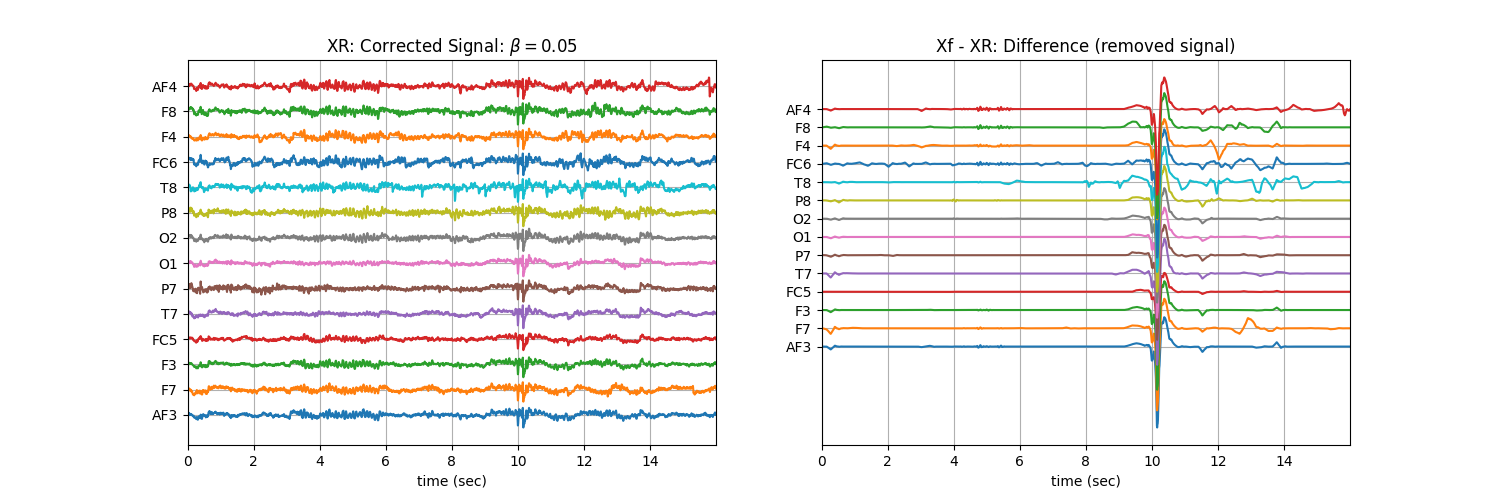 XR: Corrected Signal: β = 0.05
AF4
F8
F4
FC6
T8
P8
O2
O1
P7
T7
FC5
F3
F7
AF3
0 2 4 6 8 10 12 14
time (sec)
Xf - XR: Difference (removed signal)
AF4
F8
F4
FC6
T8
P8
O2
O1
P7
T7
FC5
F3
F7
AF3
0 2 4 6 8 10 12 14
time (sec)